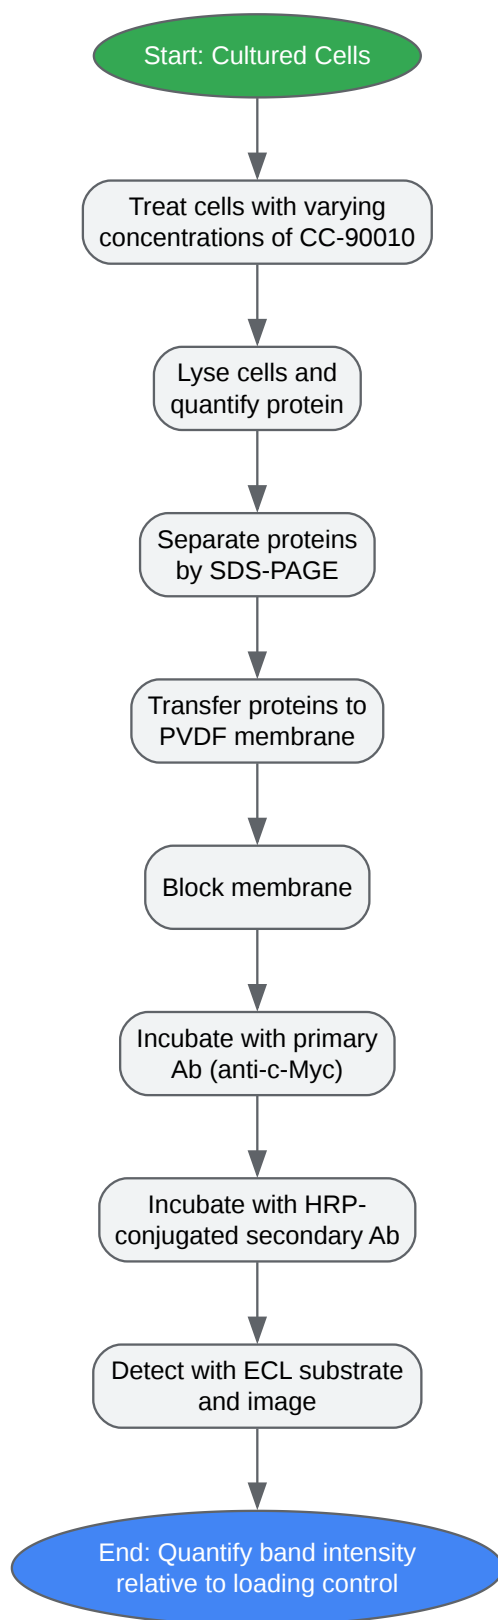 Start: Cultured Cells
Treat cells with varying
concentrations of CC-90010
Lyse cells and
quantify protein
Separate proteins
by SDS-PAGE
Transfer proteins to
PVDF membrane
Block membrane
Incubate with primary
Ab (anti-c-Myc)
Incubate with HRP-
conjugated secondary Ab
Detect with ECL substrate
and image
End: Quantify band intensity
relative to loading control